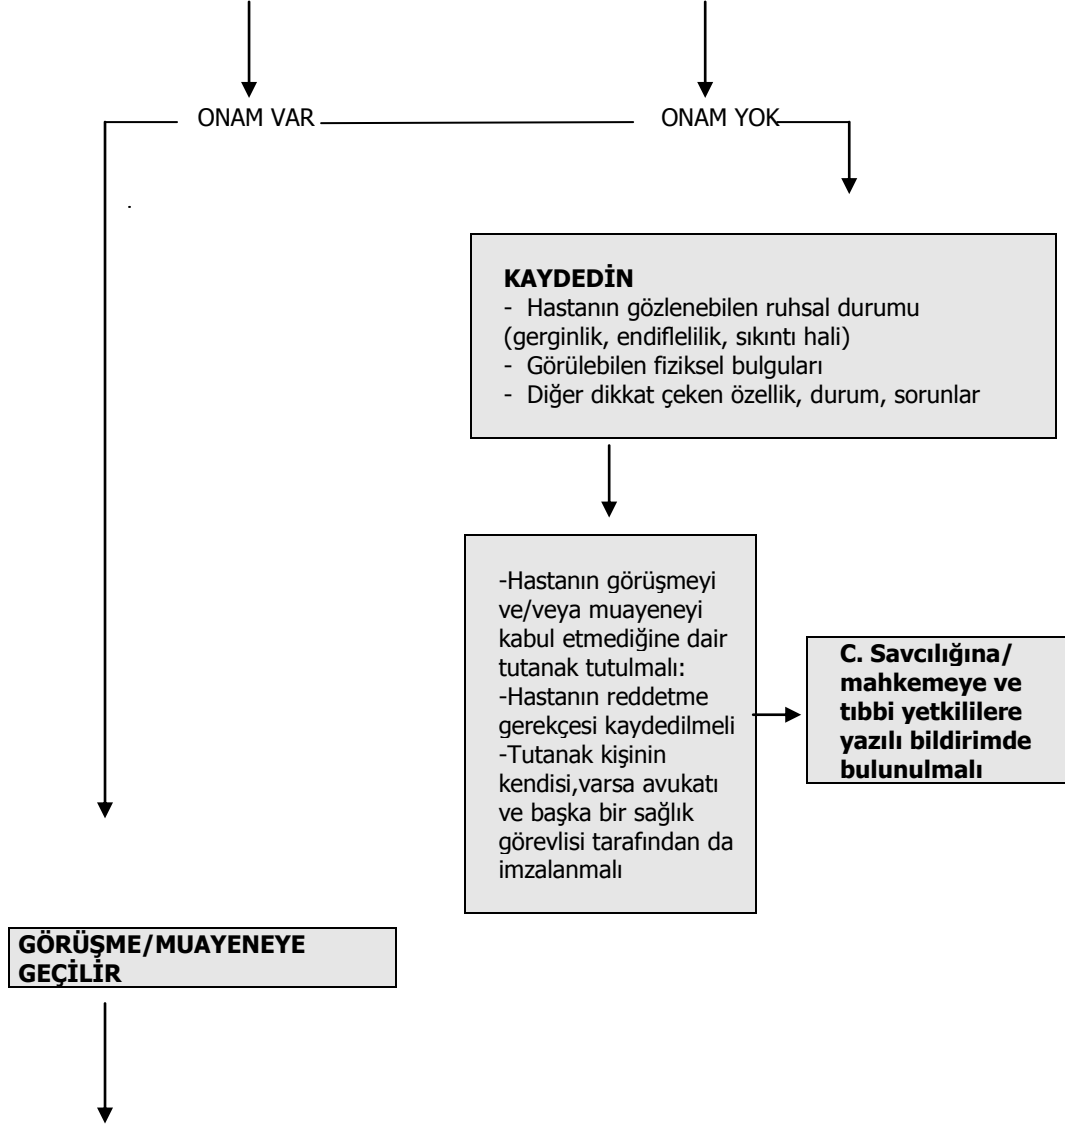 ONAM VAR
ONAM YOK
KAYDEDİN
- Hastanın gözlenebilen ruhsal durumu
(gerginlik, endiflelilik, sıkıntı hali)
- Görülebilen fiziksel bulguları
- Diğer dikkat çeken özellik, durum, sorunlar
-Hastanın görüşmeyi
ve/veya muayeneyi
kabul etmediğine dair
tutanak tutulmalı:
-Hastanın reddetme
gerekçesi kaydedilmeli
-Tutanak kişinin
kendisi,varsa avukatı
ve başka bir sağlık
görevlisi tarafından da
imzalanmalı
C. Savcılığına/
mahkemeye ve
tıbbi yetkililere
yazılı bildirimde
bulunulmalı
GÖRÜŞME/MUAYENEYE
GEÇİLİR